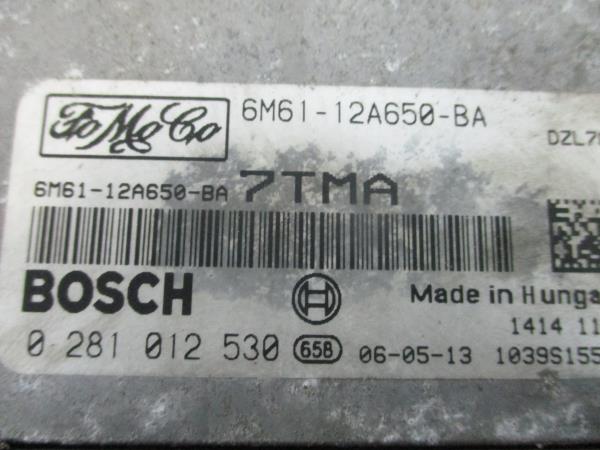 FoMoCo 6M61-12A650-BA
6M61-12A650-BA 7TMA
BOSCH Made in Hunga
1414 11
0 281 012 530 658 06-05-13 1039S155